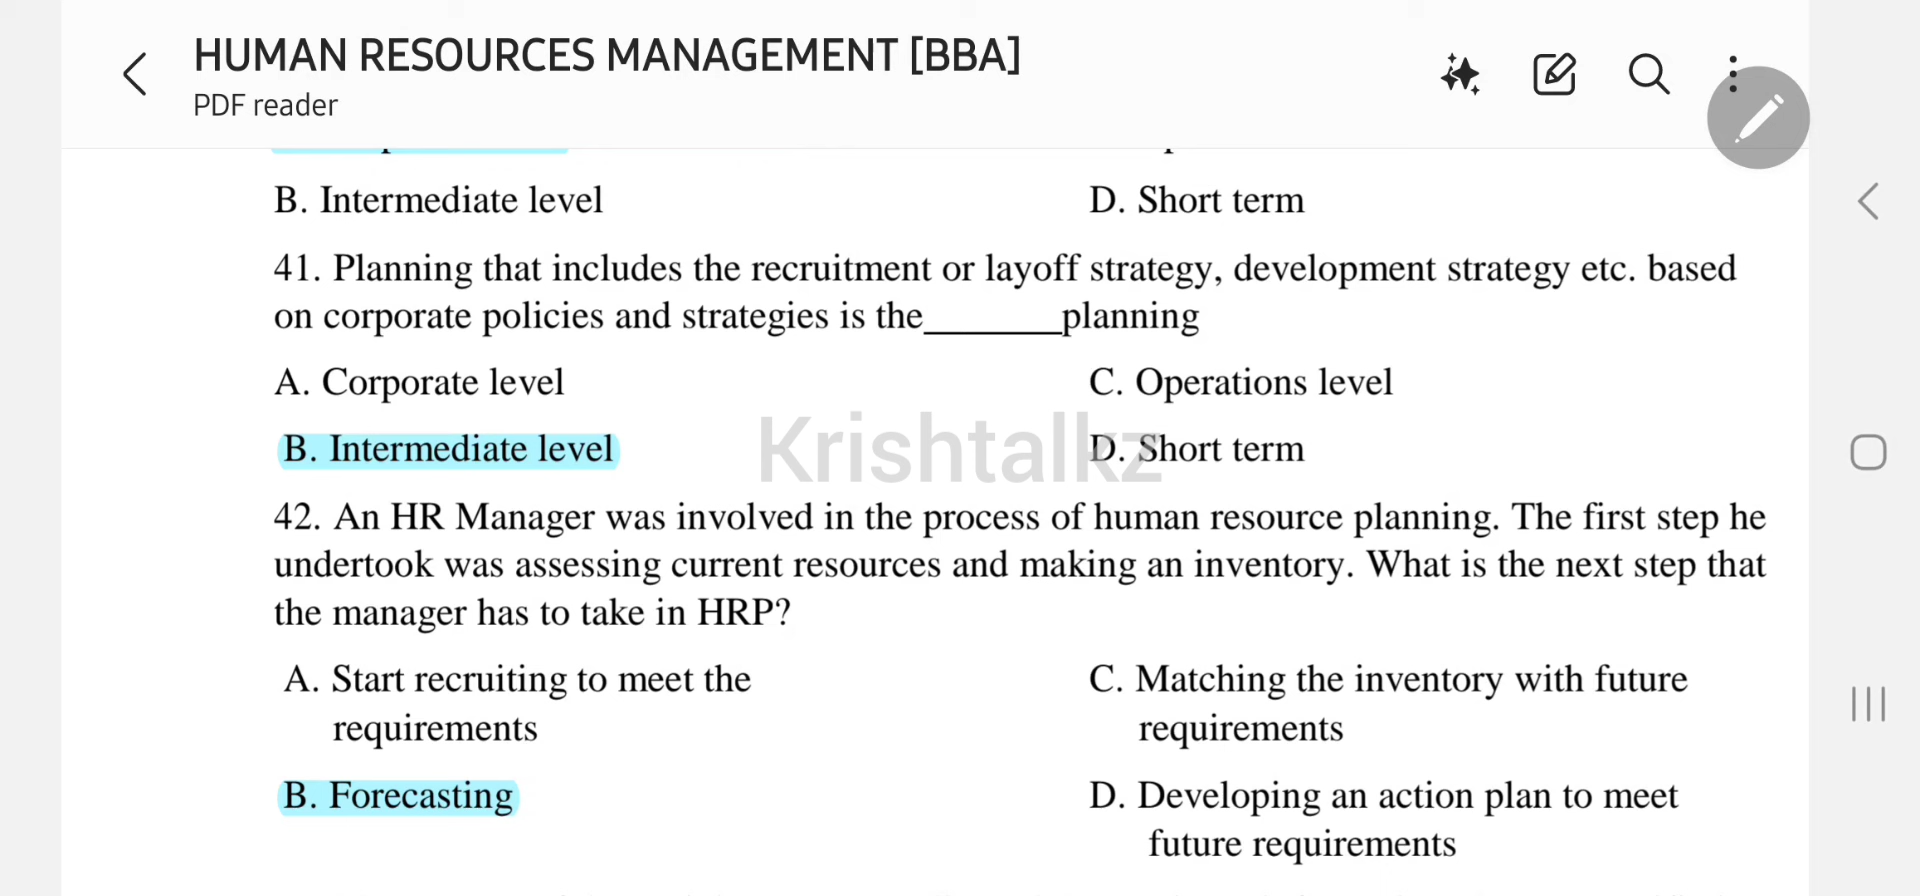 HUMAN RESOURCES MANAGEMENT [BBA]
PDF reader
B. Intermediate level
D. Short term
41. Planning that includes the recruitment or layoff strategy, development strategy etc. based
on corporate policies and strategies is the_______planning
A. Corporate level
C. Operations level
B. Intermediate level
D. Short term
Krishtalkz
42. An HR Manager was involved in the process of human resource planning. The first step he
undertook was assessing current resources and making an inventory. What is the next step that
the manager has to take in HRP?
A. Start recruiting to meet the
requirements
C. Matching the inventory with future
requirements
B. Forecasting
D. Developing an action plan to meet
future requirements